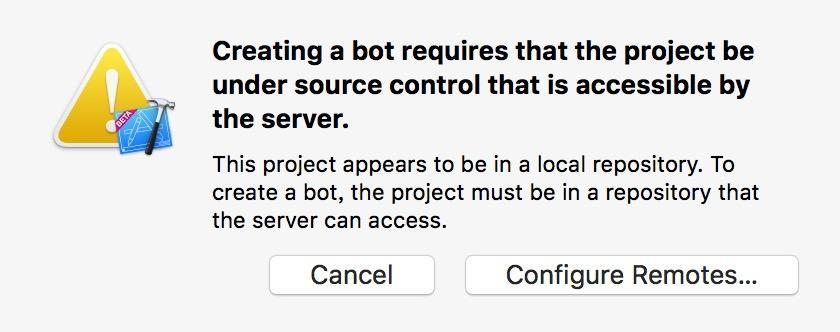 Creating a bot requires that the project be
under source control that is accessible by
the server.
BETA
This project appears to be in a local repository. To
create a bot, the project must be in a repository that
the server can access.
Cancel
Configure Remotes...